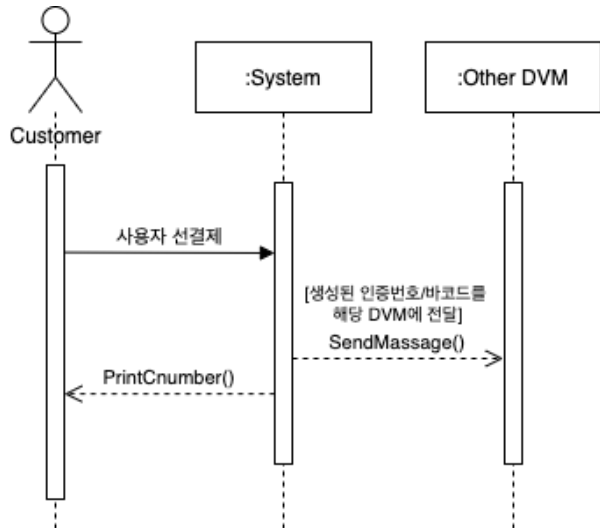 :System
:Other DVM
Customer
사용자 선결제
[생성된 인증번호/바코드를
해당 DVM에 전달]
SendMassage()
PrintCnumber()